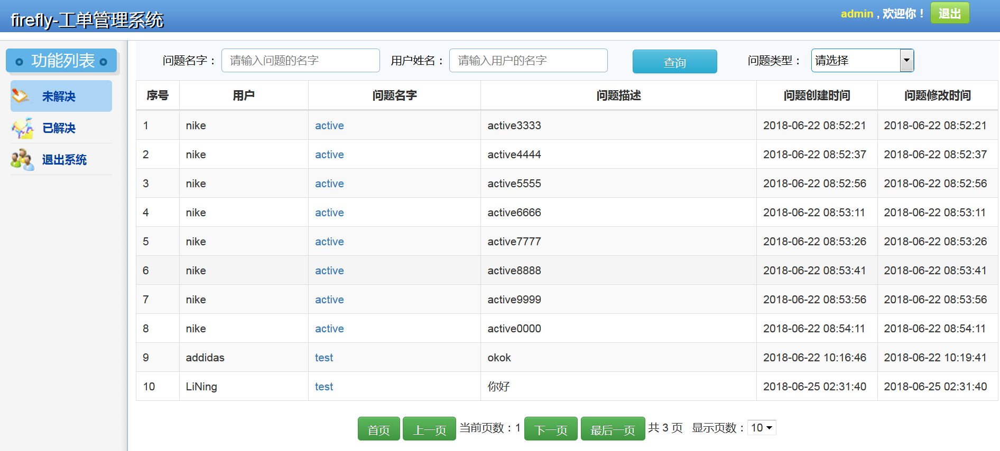 firefly-工单管理系统
admin , 欢迎你！ 退出
功能列表
未解决
已解决
退出系统
问题名字： 请输入问题的名字 用户姓名： 请输入用户的名字 查询 问题类型： 请选择
序号 用户 问题名字 问题描述 问题创建时间 问题修改时间
1 nike active active3333 2018-06-22 08:52:21 2018-06-22 08:52:21
2 nike active active4444 2018-06-22 08:52:37 2018-06-22 08:52:37
3 nike active active5555 2018-06-22 08:52:56 2018-06-22 08:52:56
4 nike active active6666 2018-06-22 08:53:11 2018-06-22 08:53:11
5 nike active active7777 2018-06-22 08:53:26 2018-06-22 08:53:26
6 nike active active8888 2018-06-22 08:53:41 2018-06-22 08:53:41
7 nike active active9999 2018-06-22 08:53:56 2018-06-22 08:53:56
8 nike active active0000 2018-06-22 08:54:11 2018-06-22 08:54:11
9 addidas test okok 2018-06-22 10:16:46 2018-06-22 10:19:41
10 LiNing test 你好 2018-06-25 02:31:40 2018-06-25 02:31:40
首页 上一页 当前页数：1 下一页 最后一页 共 3 页 显示页数： 10